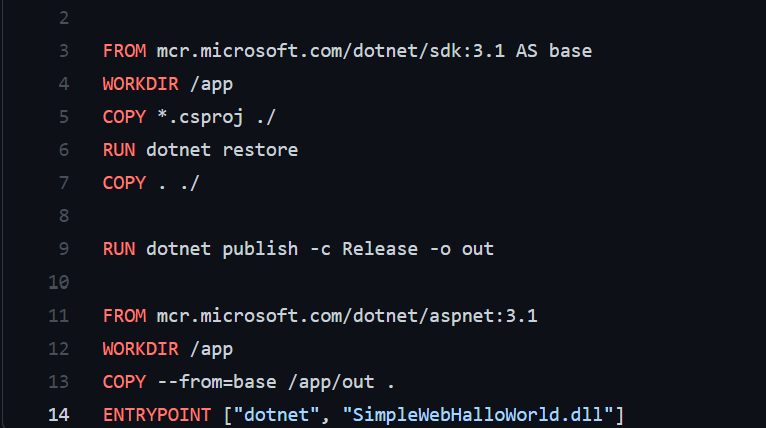 2
3 FROM mcr.microsoft.com/dotnet/sdk:3.1 AS base
4 WORKDIR /app
5 COPY *.csproj ./
6 RUN dotnet restore
7 COPY . ./
8
9 RUN dotnet publish -c Release -o out
10
11 FROM mcr.microsoft.com/dotnet/aspnet:3.1
12 WORKDIR /app
13 COPY --from=base /app/out .
14 ENTRYPOINT ["dotnet", "SimpleWebHalloWorld.dll"]